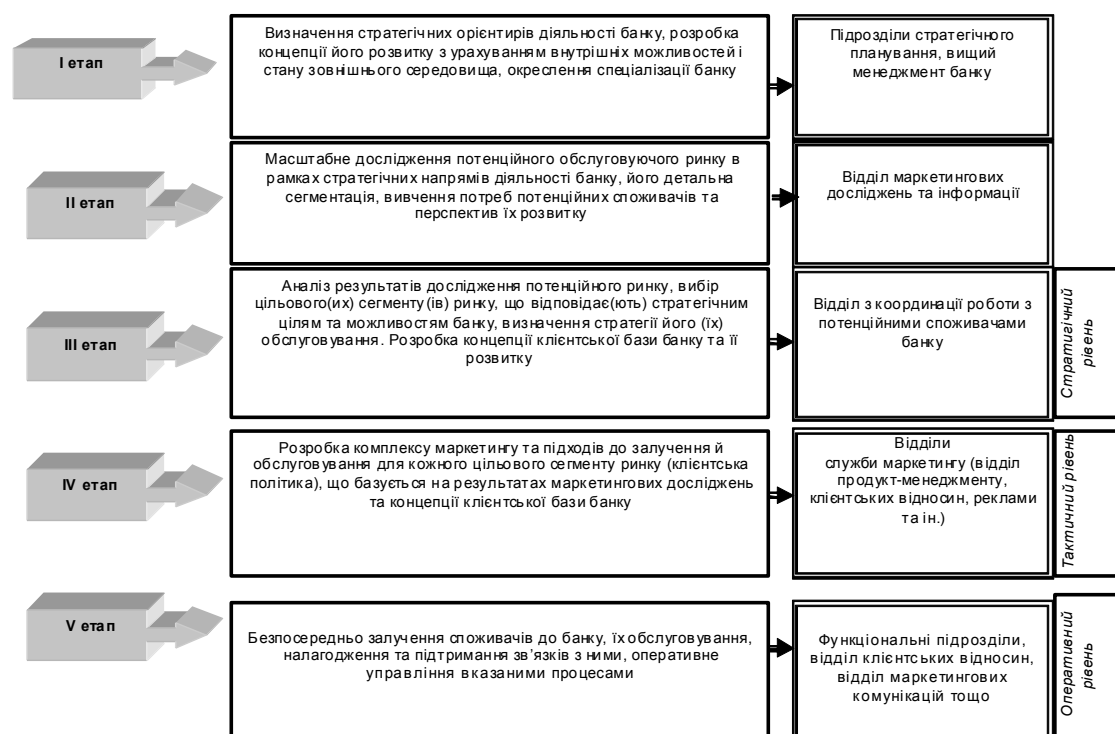 І етап
Визначення стратегічних орієнтирів діяльності банку, розробка
концепції його розвитку з урахуванням внутрішніх можливостей і
стану зовнішнього середовища, окреслення спеціалізації банку
Підрозділи стратегічного
планування, вищий
менеджмент банку
ІІ етап
Масштабне дослідження потенційного обслуговуючого ринку в
рамках стратегічних напрямів діяльності банку, його детальна
сегментація, вивчення потреб потенційних споживачів та
перспектив їх розвитку
Відділ маркетингових
досліджень та інформації
ІІІ етап
Аналіз результатів дослідження потенційного ринку, вибір
цільового(их) сегменту(ів) ринку, що відповідає(ють) стратегічним
цілям та можливостям банку, визначення стратегії його (їх)
обслуговування. Розробка концепції клієнтської бази банку та її
розвитку
Відділ з координації роботи з
потенційними споживачами
банку
Стратигічний
рівень
IV етап
Розробка комплексу маркетингу та підходів до залучення й
обслуговування для кожного цільового сегменту ринку (клієнтська
політика), що базується на результатах маркетингових досліджень
та концепції клієнтської бази банку
Відділи
служби маркетингу (відділ
продукт-менеджменту,
клієнтських відносин, реклами
та ін.)
Тактичний рівень
V етап
Безпосередньо залучення споживачів до банку, їх обслуговування,
налагодження та підтримання зв’язків з ними, оперативне
управління вказаними процесами
Функціональні підрозділи,
відділ клієнтських відносин,
відділ маркетингових
комунікацій тощо
Оперативний
рівень